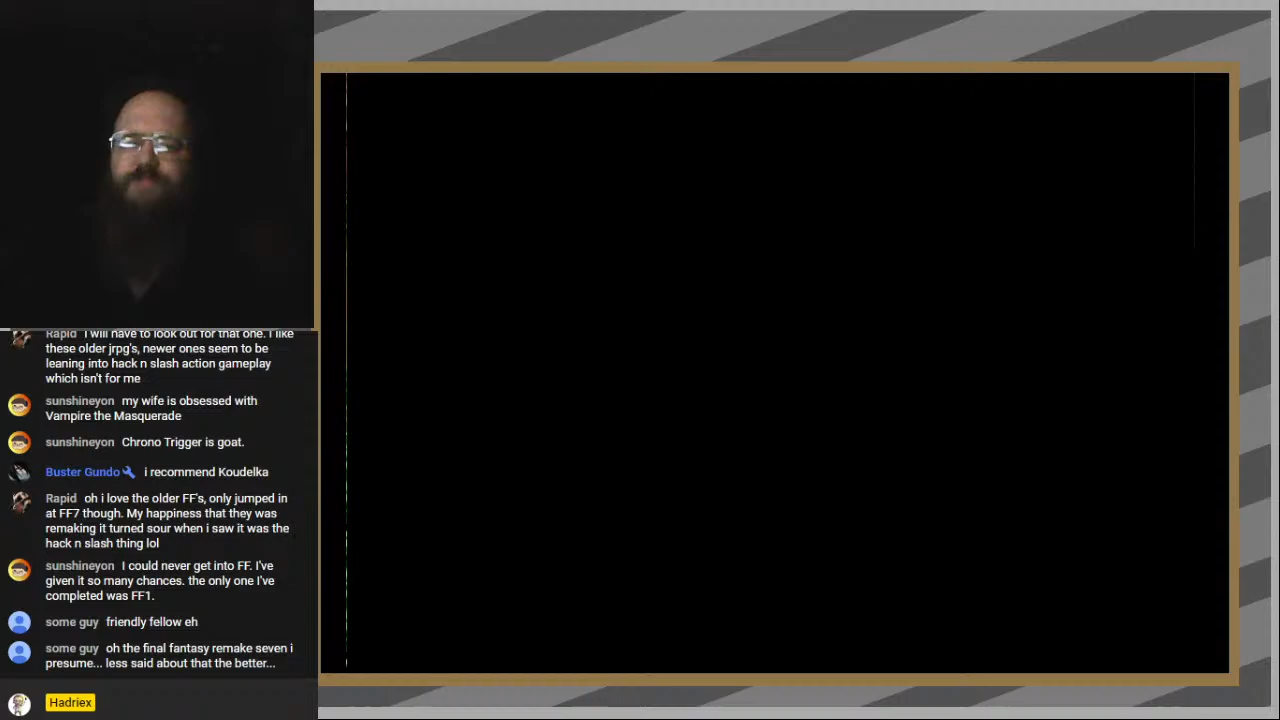 Rapid I will have to look out for that one. I like
these older jrpg's, newer ones seem to be
leaning into hack n slash action gameplay
which isn't for me
sunshineyon my wife is obsessed with
Vampire the Masquerade
sunshineyon Chrono Trigger is goat.
Buster Gundo i recommend Koudelka
Rapid oh i love the older FF's, only jumped in
at FF7 though. My happiness that they was
remaking it turned sour when i saw it was the
hack n slash thing lol
sunshineyon I could never get into FF. I've
given it so many chances. the only one I've
completed was FF1.
some guy friendly fellow eh
some guy oh the final fantasy remake seven i
presume... less said about that the better...
Hadriex